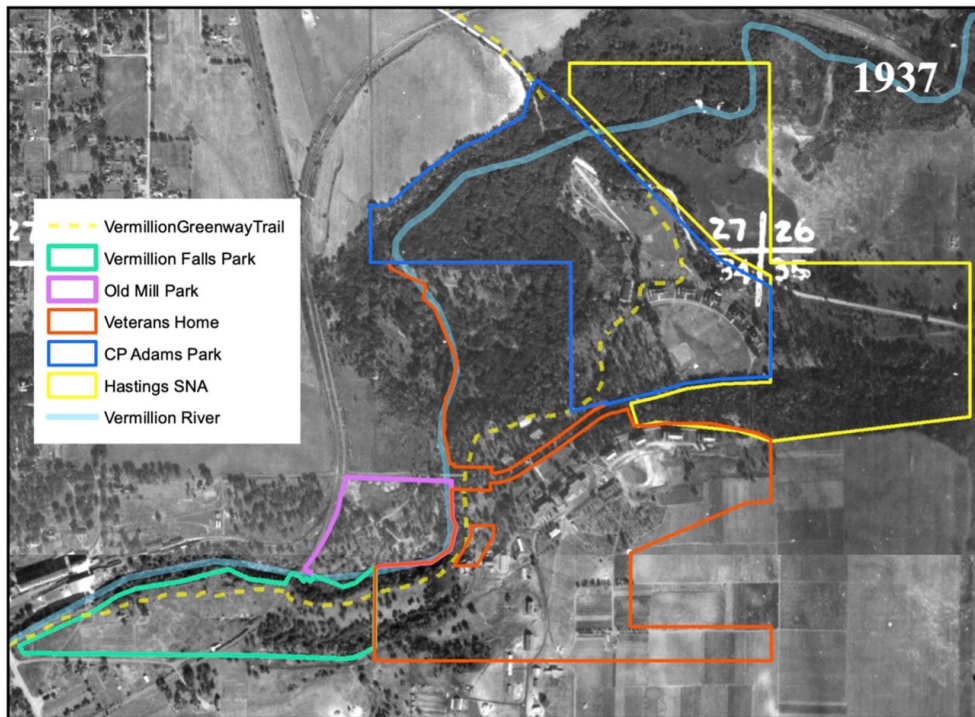 1937
27 26
34 35
27
VermillionGreenwayTrail
Vermillion Falls Park
Old Mill Park
Veterans Home
CP Adams Park
Hastings SNA
Vermillion River